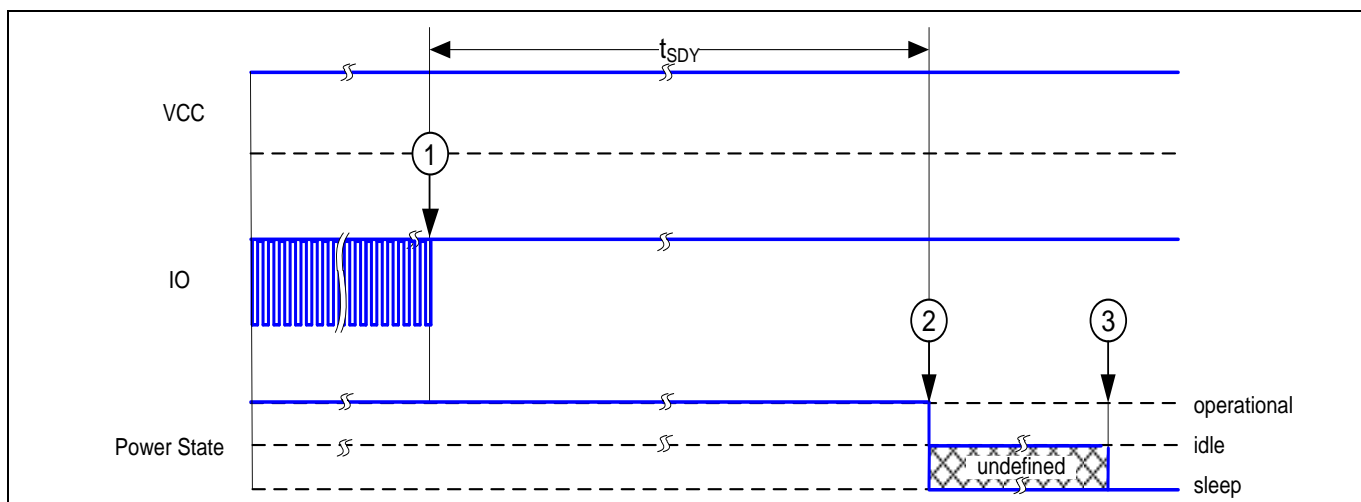 tSDY
VCC
1
IO
2
3
operational
Power State
idle
undefined
sleep